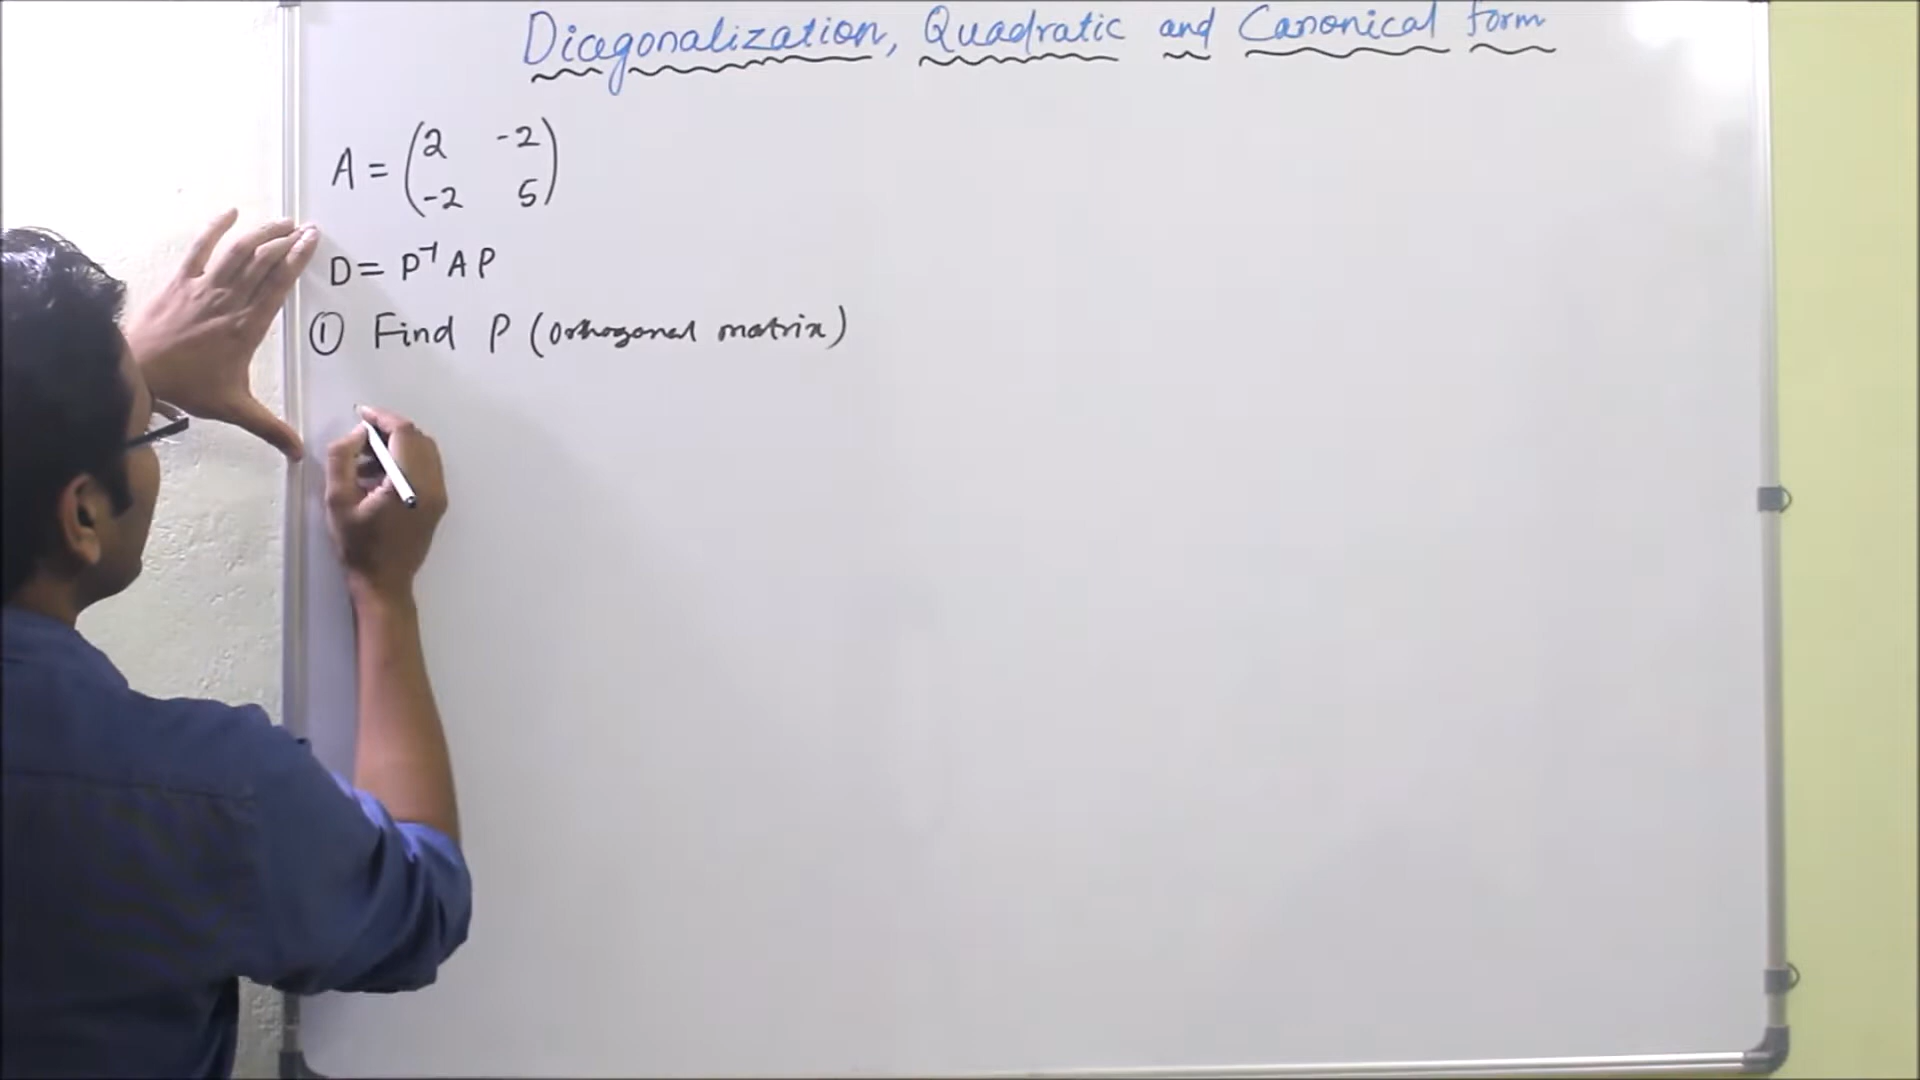 Diagonalization, Quadratic and Canonical form
A = (2 -2
-2 5)
D = P⁻¹ A P
① Find P (orthogonal matrix)